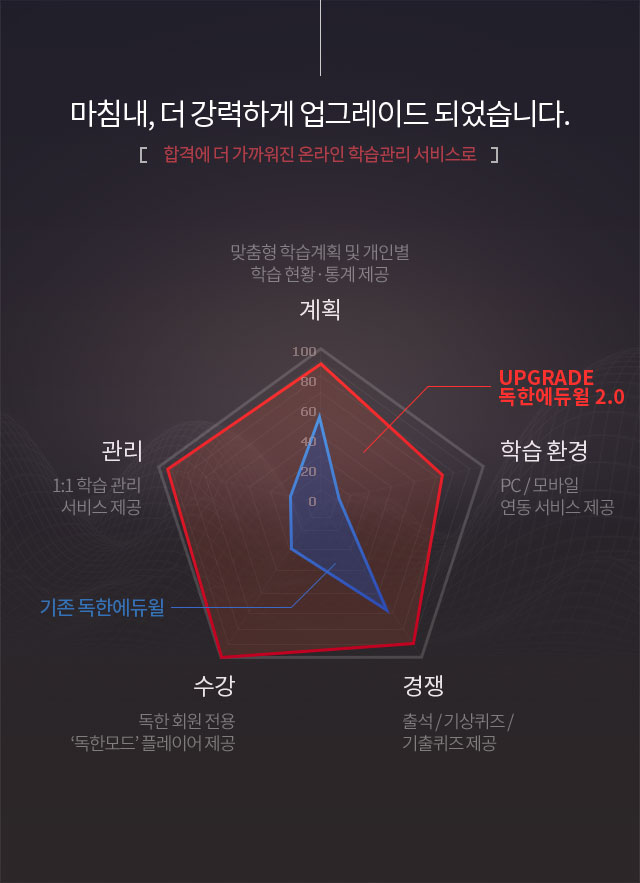 마침내, 더 강력하게 업그레이드 되었습니다.
[ 합격에 더 가까워진 온라인 학습관리 서비스로 ]
맞춤형 학습계획 및 개인별
학습 현황·통계 제공
계획
100
80
60
40
20
0
UPGRADE
독한에듀윌 2.0
관리
1:1 학습 관리
서비스 제공
학습 환경
PC / 모바일
연동 서비스 제공
기존 독한에듀윌
수강
독한 회원 전용
‘독한모드’ 플레이어 제공
경쟁
출석 / 기상퀴즈 /
기출퀴즈 제공